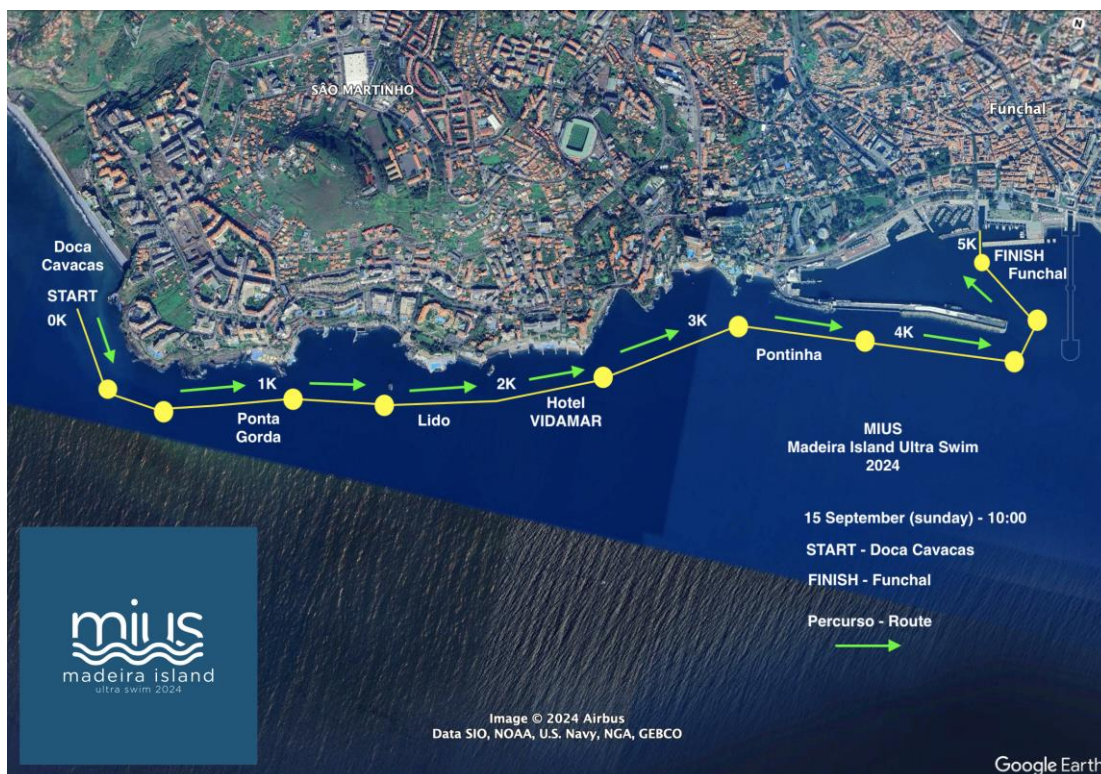 N
SÃO MARTINHO
Funchal
Doca
Cavacas
START
0K
1K
Ponta
Gorda
Lido
2K
Hotel
VIDAMAR
3K
Pontinha
4K
5K
FINISH
Funchal
MIUS
Madeira Island Ultra Swim
2024
15 September (sunday) - 10:00
START - Doca Cavacas
FINISH - Funchal
Percurso - Route
mius
madeira island
ultra swim 2024
Image © 2024 Airbus
Data SIO, NOAA, U.S. Navy, NGA, GEBCO
Google Earth